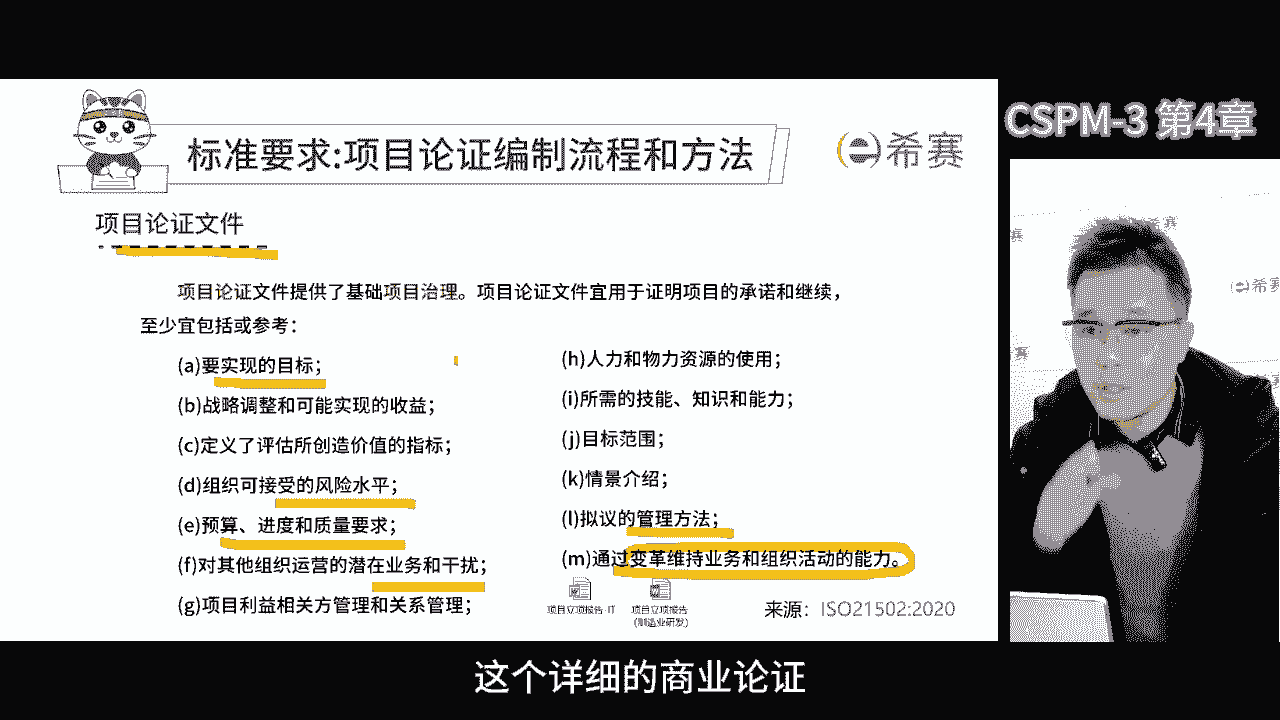 CSPM-3 第4章
标准要求:项目论证编制流程和方法
希赛
项目论证文件
项目论证文件提供了基础项目治理。项目论证文件宜用于证明项目的承诺和继续，
至少宜包括或参考：
(a)要实现的目标；
(b)战略调整和可能实现的收益；
(c)定义了评估所创造价值的指标；
(d)组织可接受的风险水平；
(e)预算、进度和质量要求；
(f)对其他组织运营的潜在业务和干扰；
(g)项目利益相关方管理和关系管理；
(h)人力和物力资源的使用；
(i)所需的技能、知识和能力；
(j)目标范围；
(k)情景介绍；
(l)拟议的管理方法；
(m)通过变革维持业务和组织活动的能力。
项目立项报告-IT
项目立项报告
(制造业研发)
来源：ISO21502:2020
希赛
这个详细的商业论证